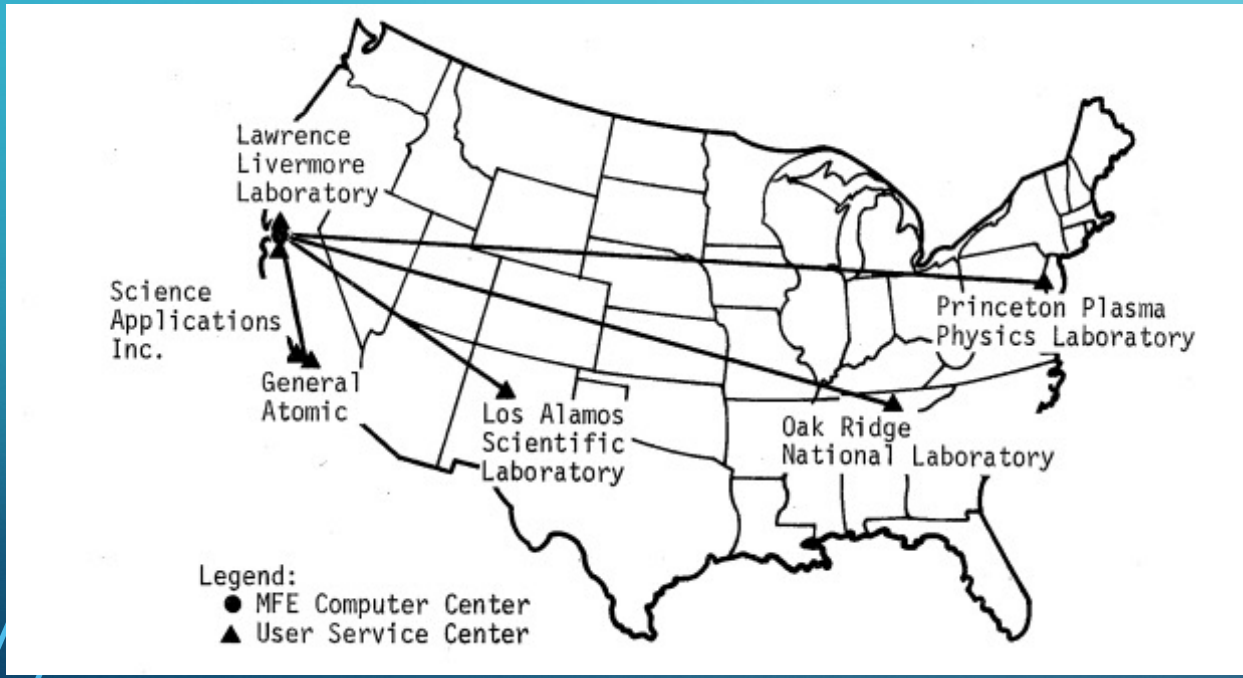 Lawrence
Livermore
Laboratory
Science
Applications
Inc.
General
Atomic
Los Alamos
Scientific
Laboratory
Princeton Plasma
Physics Laboratory
Oak Ridge
National Laboratory
Legend:
● MFE Computer Center
▲ User Service Center